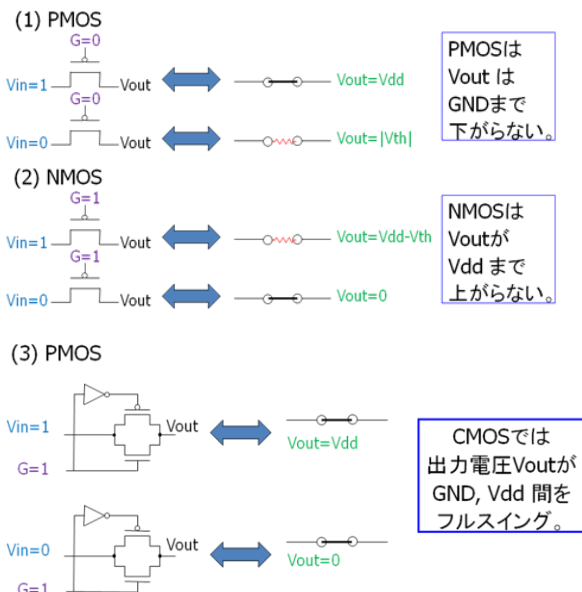 (1) PMOS
G=0
Vin=1
Vout
Vout=Vdd
G=0
Vin=0
Vout
Vout=|Vth|
PMOSは
Vout は
GNDまで
下がらない。
(2) NMOS
G=1
Vin=1
Vout
Vout=Vdd-Vth
G=1
Vin=0
Vout
Vout=0
NMOSは
Voutが
Vdd まで
上がらない。
(3) PMOS
Vin=1
Vout
G=1
Vout=Vdd
Vin=0
Vout
G=1
Vout=0
CMOSでは
出力電圧Voutが
GND, Vdd 間を
フルスイング。